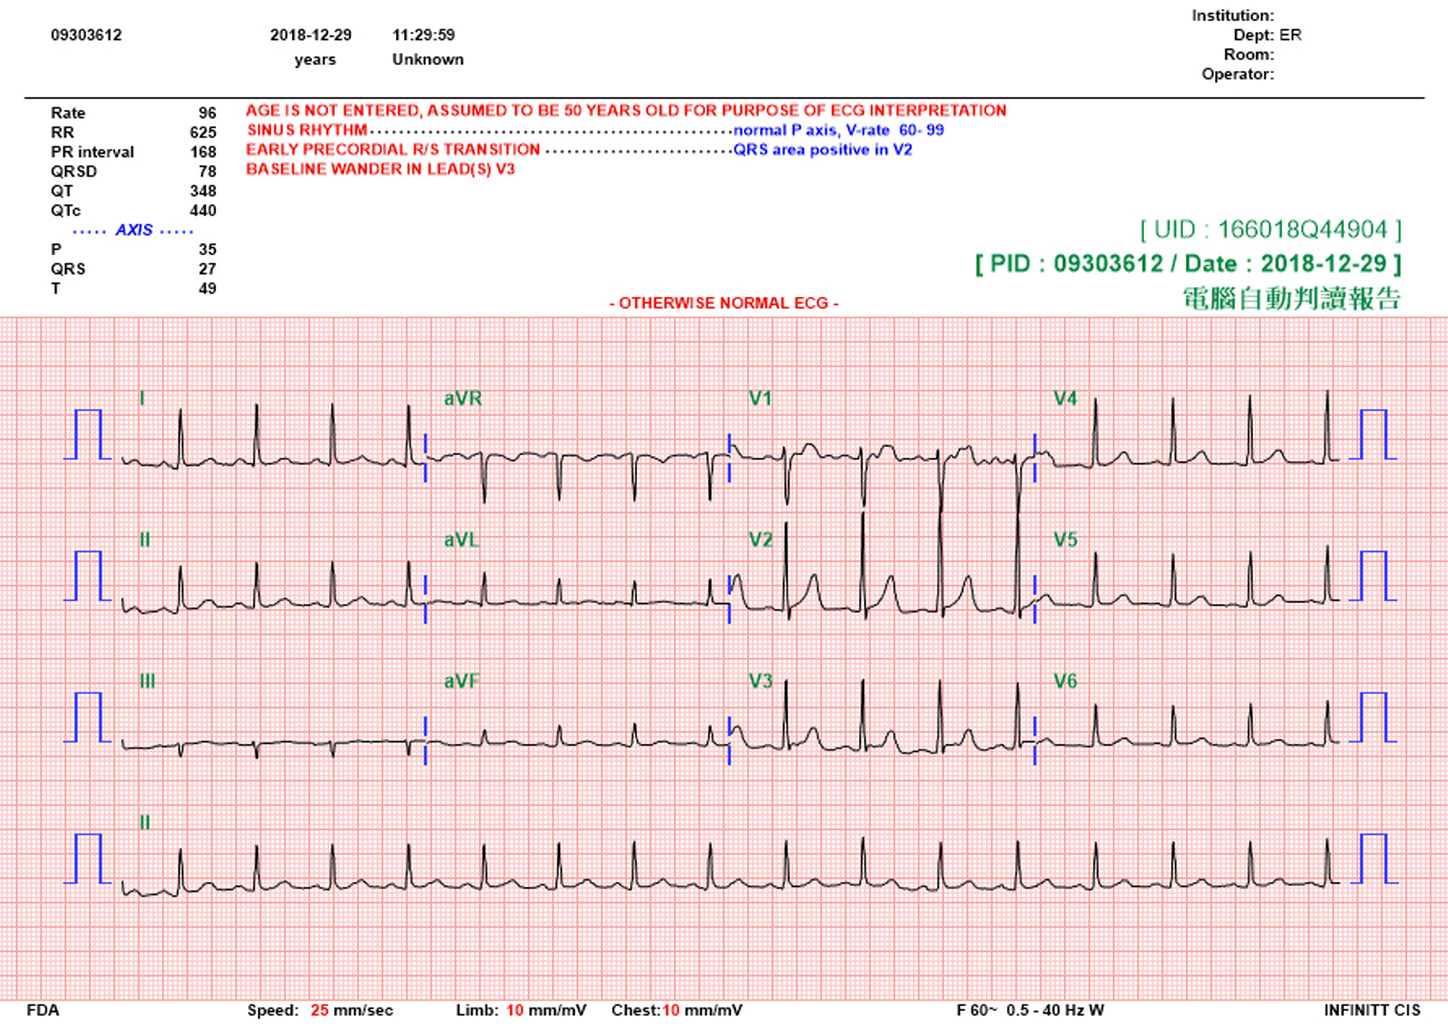 Institution:
09303612 2018-12-29 11:29:59 Dept: ER
years Unknown Room:
Operator:
Rate 96 AGE IS NOT ENTERED, ASSUMED TO BE 50 YEARS OLD FOR PURPOSE OF ECG INTERPRETATION
RR 625 SINUS RHYTHM normal P axis, V-rate 60- 99
PR interval 168 EARLY PRECORDIAL R/S TRANSITION QRS area positive in V2
QRSD 78 BASELINE WANDER IN LEAD(S) V3
QT 348
QTc 440
..... AXIS .....
[ UID : 166018Q44904 ]
P 35
QRS 27
[ PID : 09303612 / Date : 2018-12-29 ]
T 49
- OTHERWISE NORMAL ECG -
電腦自動判讀報告
I aVR V1 V4
II aVL V2 V5
III aVF V3 V6
II
FDA Speed: 25 mm/sec Limb: 10 mm/mV Chest:10 mm/mV F 60~ 0.5 - 40 Hz W INFINITT CIS